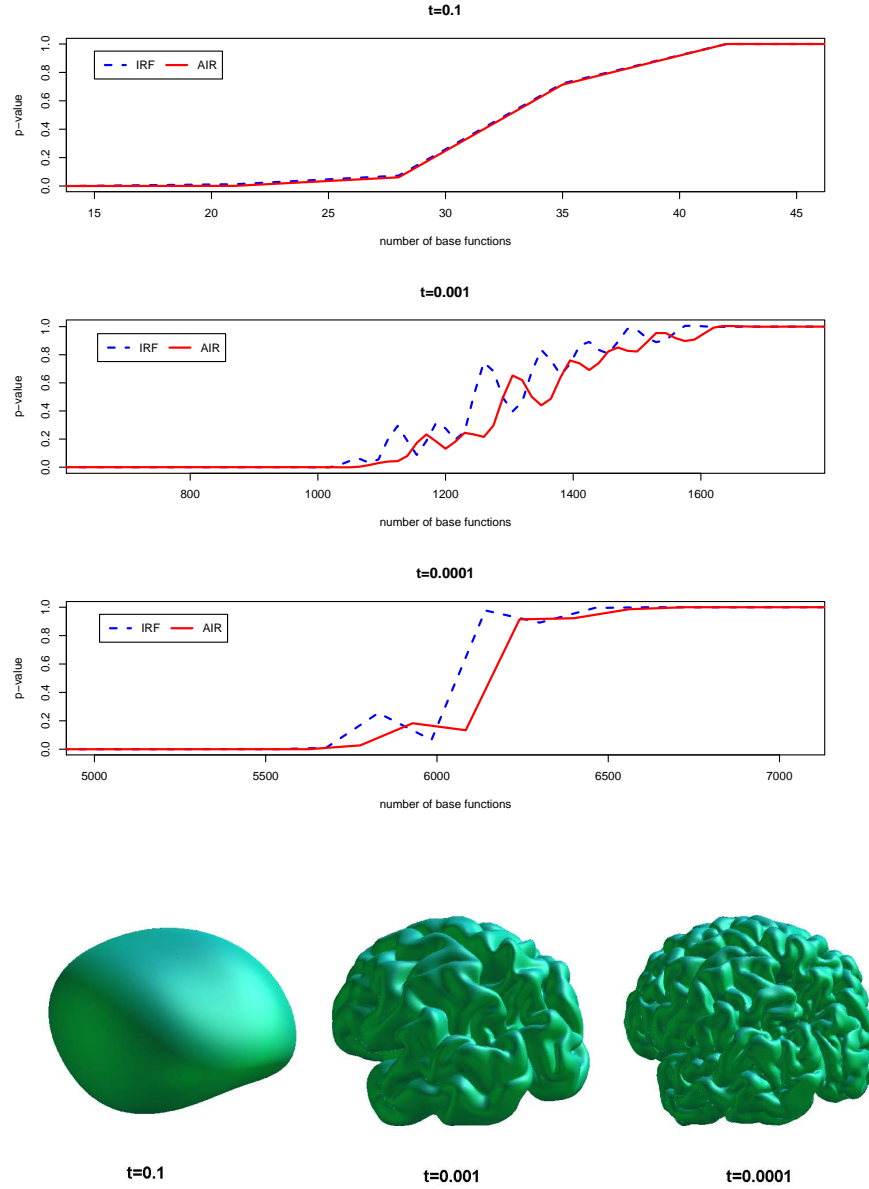 t=0.1
1.0
0.8
0.6
0.4
0.2
0.0
p−value
IRF AIR
15 20 25 30 35 40 45
number of base functions
t=0.001
1.0
0.8
0.6
0.4
0.2
0.0
p−value
IRF AIR
800 1000 1200 1400 1600
number of base functions
t=0.0001
1.0
0.8
0.6
0.4
0.2
0.0
p−value
IRF AIR
5000 5500 6000 6500 7000
number of base functions
t=0.1 t=0.001 t=0.0001